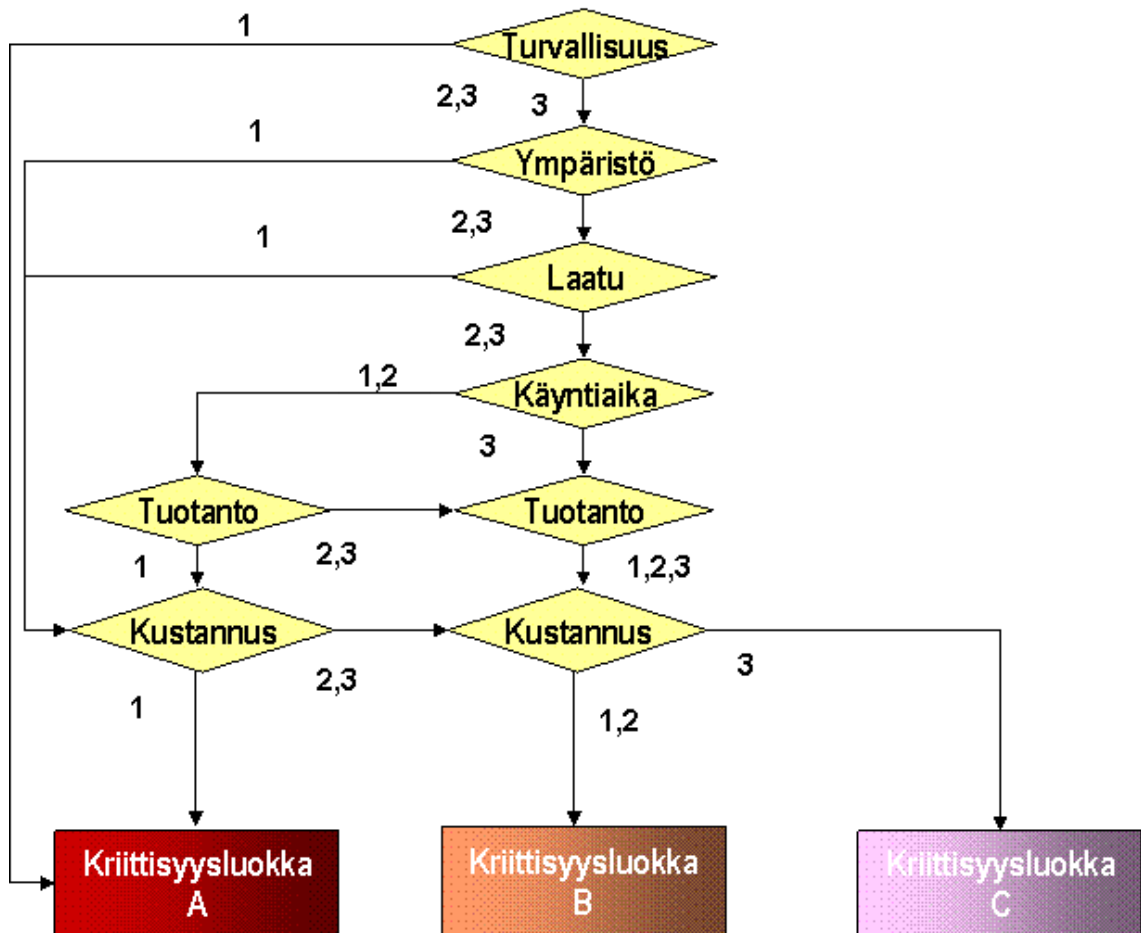 1
Turvallisuus
2,3
3
1
Ympäristö
2,3
1
Laatu
2,3
1,2
Käyntiaika
3
Tuotanto
Tuotanto
1
2,3
1,2,3
Kustannus
Kustannus
1
2,3
1,2
3
Kriittisyysluokka
A
Kriittisyysluokka
B
Kriittisyysluokka
C